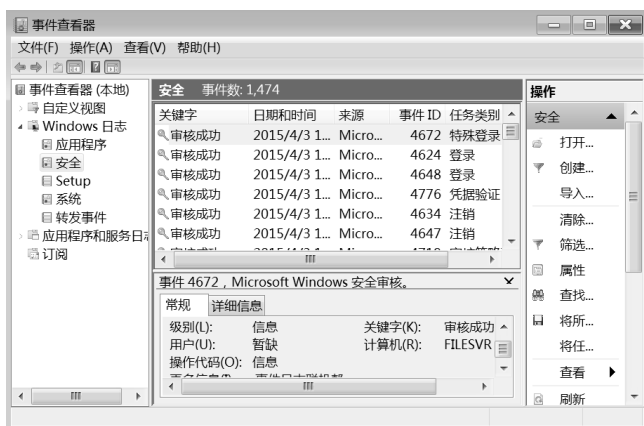 事件查看器
文件(F) 操作(A) 查看(V) 帮助(H)
事件查看器 (本地)
自定义视图
Windows 日志
应用程序
安全
Setup
系统
转发事件
应用程序和服务日
订阅
安全 事件数: 1,474
关键字 日期和时间 来源 事件 ID 任务类别
审核成功 2015/4/3 1... Micro... 4672 特殊登录
审核成功 2015/4/3 1... Micro... 4624 登录
审核成功 2015/4/3 1... Micro... 4648 登录
审核成功 2015/4/3 1... Micro... 4776 凭据验证
审核成功 2015/4/3 1... Micro... 4634 注销
审核成功 2015/4/3 1... Micro... 4647 注销
事件 4672，Microsoft Windows 安全审核。
常规 详细信息
级别(L): 信息 关键字(K): 审核成功
用户(U): 暂缺 计算机(R): FILESVR
操作代码(O): 信息
操作
安全
打开...
创建...
导入...
清除...
筛选...
属性
查找...
将所...
将任...
查看
刷新